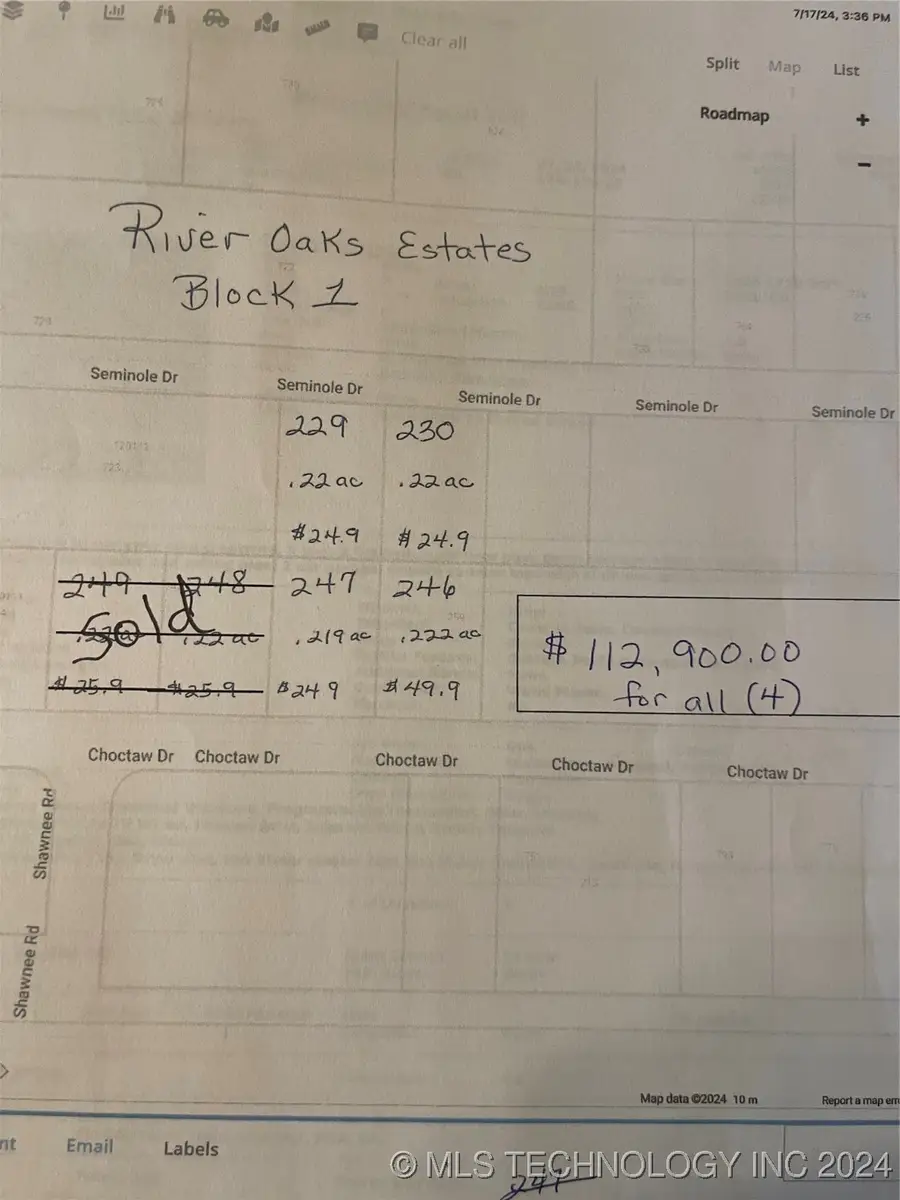 7/17/24, 3:36 PM
Clear all
Split Map List
Roadmap
+
−
River Oaks Estates
Block 1
Seminole Dr Seminole Dr Seminole Dr Seminole Dr Seminole Dr
229 230
.22 ac .22 ac
$24.9 $24.9
249 248 247 246
Sold .22 ac .219 ac .222 ac
$25.9 $25.9 $24.9 $49.9
$112,900.00
for all (4)
Choctaw Dr Choctaw Dr Choctaw Dr Choctaw Dr Choctaw Dr
Shawnee Rd
Shawnee Rd
Map data ©2024 10 m Report a map err
nt Email Labels
© MLS TECHNOLOGY INC 2024